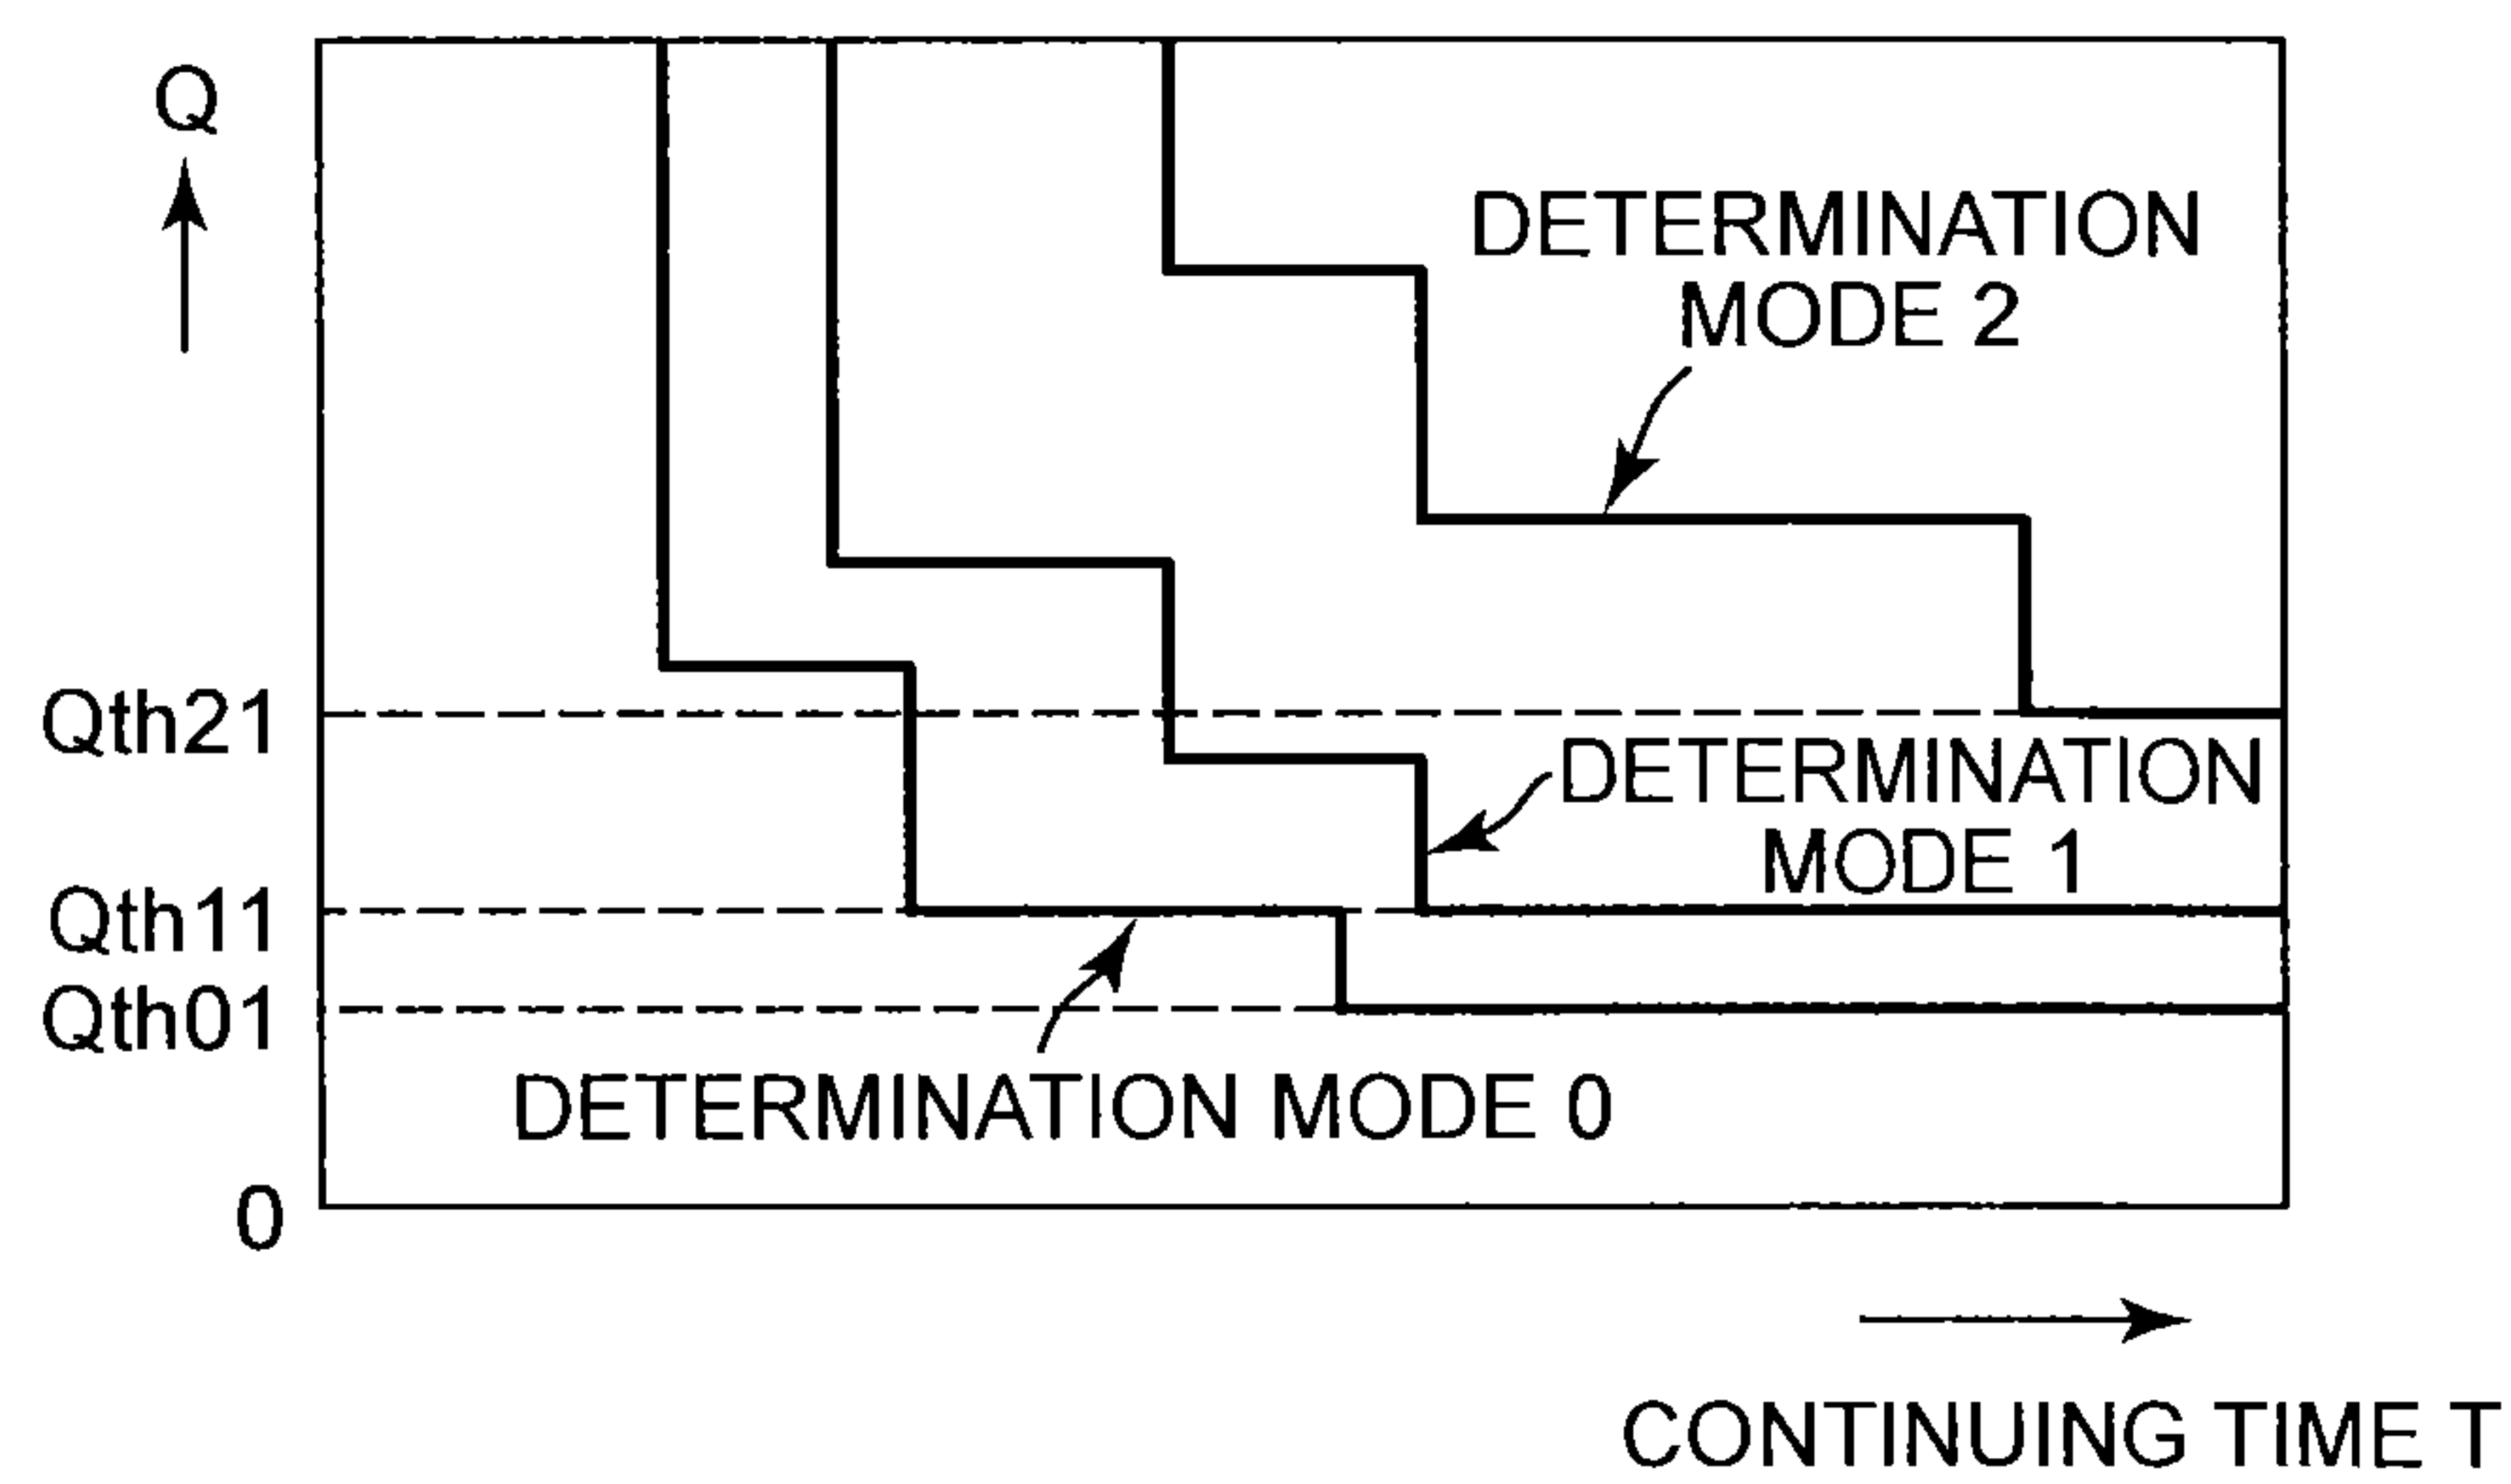 Q
DETERMINATION
MODE 2
Qth21
DETERMINATION
MODE 1
Qth11
Qth01
DETERMINATION MODE 0
0
CONTINUING TIME T